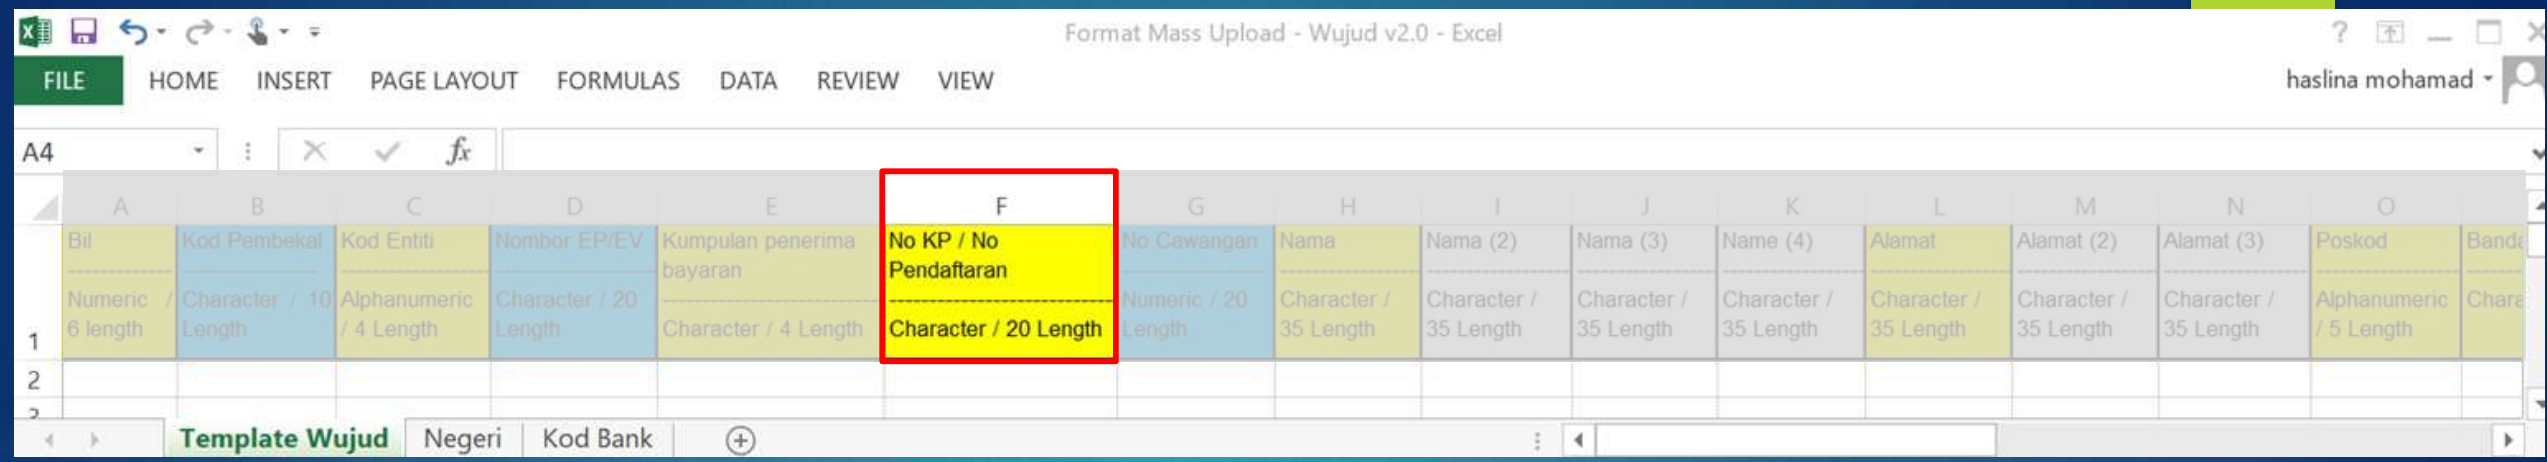 Format Mass Upload - Wujud v2.0 - Excel
?
FILE HOME INSERT PAGE LAYOUT FORMULAS DATA REVIEW VIEW
haslina mohamad
A4 fx
A B C D E F G H I J K L M N O
1
Bil
-------------
Numeric / 6 length
Kod Pembekal
-------------
Character / 10 Length
Kod Entiti
-------------
Alphanumeric / 4 Length
Nombor EP/EV
-------------
Character / 20 Length
Kumpulan penerima bayaran
-------------
Character / 4 Length
No KP / No
Pendaftaran
-------------
Character / 20 Length
No Cawangan
-------------
Numeric / 20 Length
Nama
-------------
Character / 35 Length
Nama (2)
-------------
Character / 35 Length
Nama (3)
-------------
Character / 35 Length
Name (4)
-------------
Character / 35 Length
Alamat
-------------
Character / 35 Length
Alamat (2)
-------------
Character / 35 Length
Alamat (3)
-------------
Character / 35 Length
Poskod
-------------
Alphanumeric / 5 Length
2
Template Wujud Negeri Kod Bank